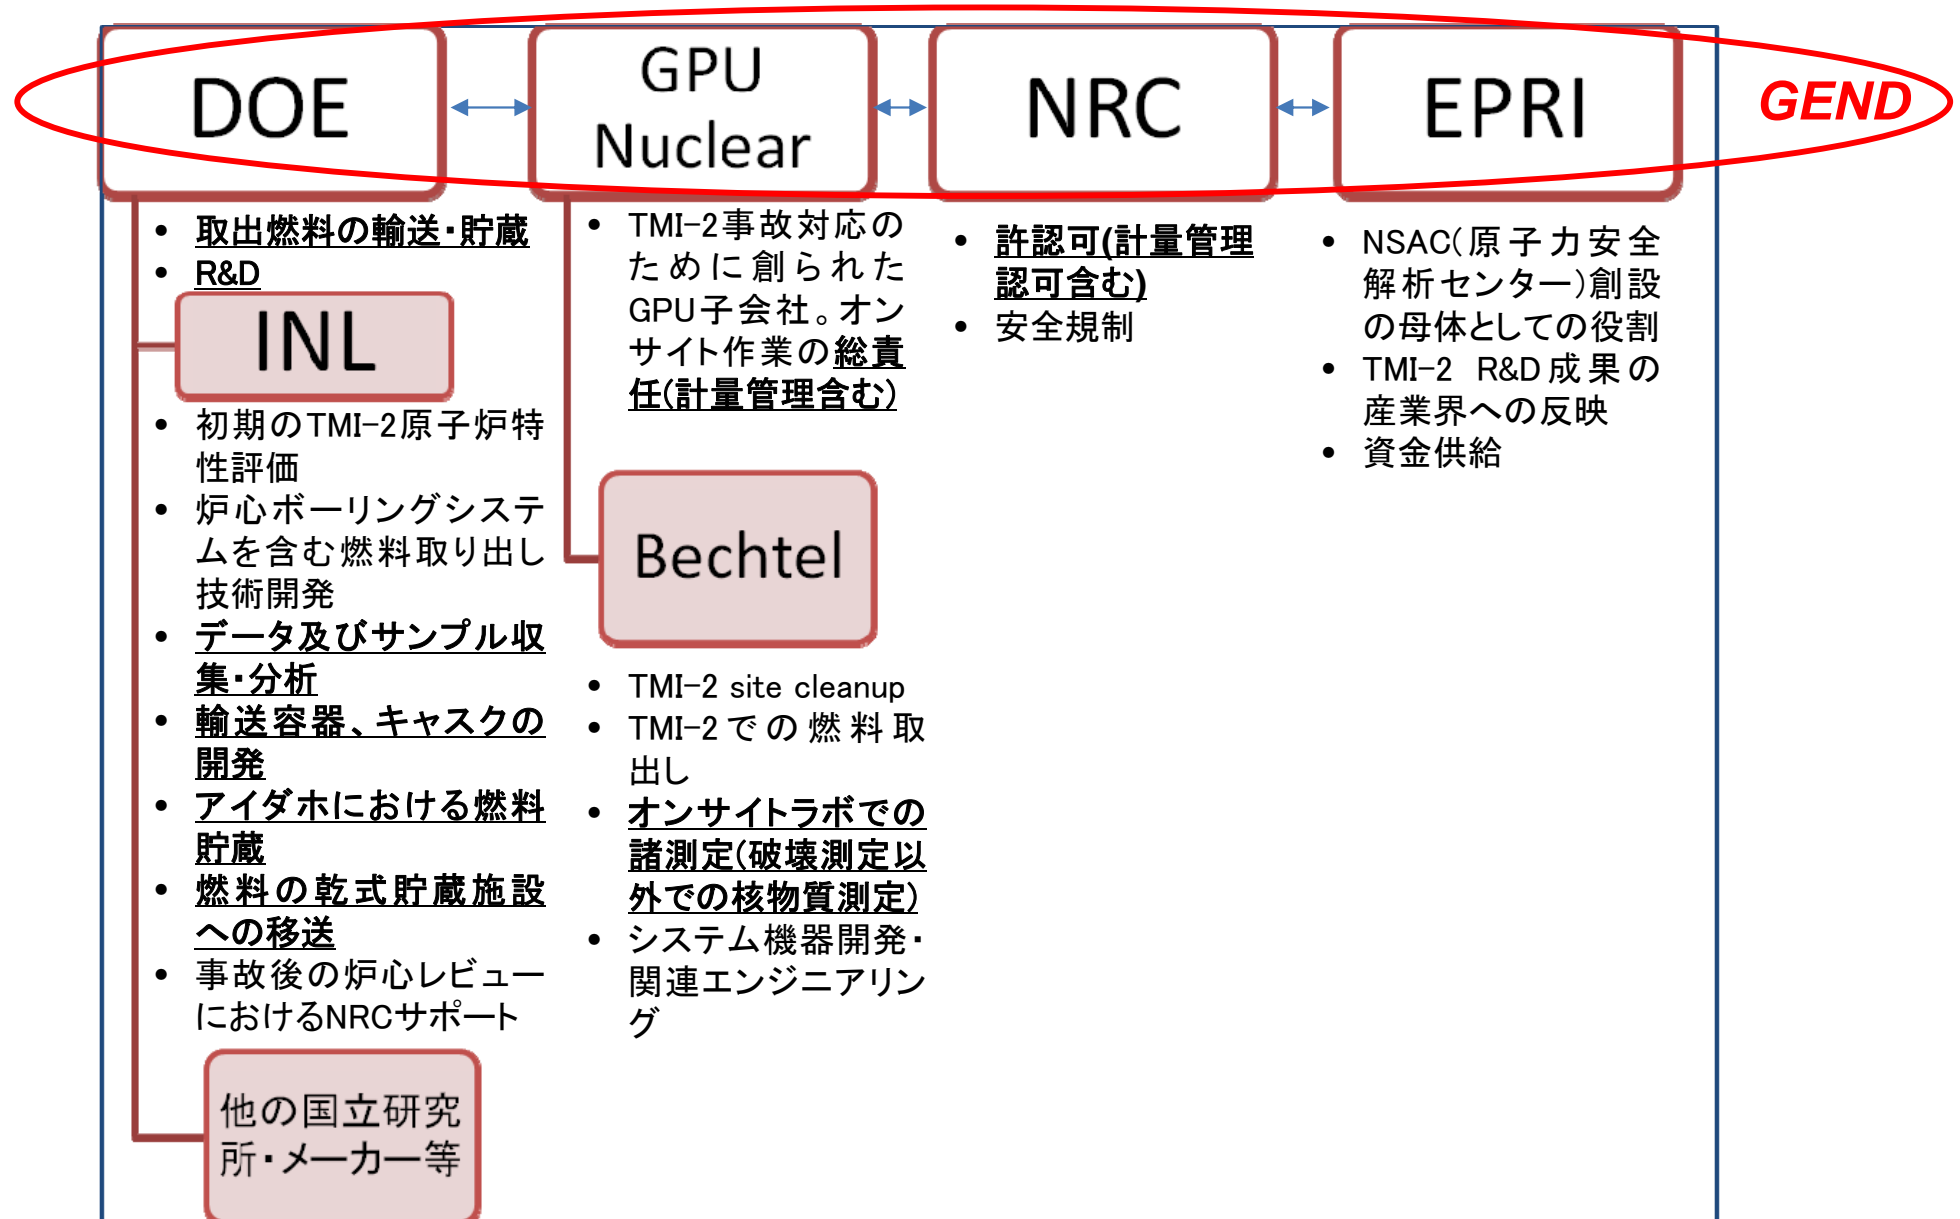 DOE
GPU
Nuclear
NRC
EPRI
GEND
• 取出燃料の輸送・貯蔵
• R&D
INL
• 初期のTMI-2原子炉特
性評価
• 炉心ボーリングシステ
ムを含む燃料取り出し
技術開発
• データ及びサンプル収
集・分析
• 輸送容器、キャスクの
開発
• アイダホにおける燃料
貯蔵
• 燃料の乾式貯蔵施設
への移送
• 事故後の炉心レビュー
におけるNRCサポート
他の国立研究
所・メーカー等
• TMI-2事故対応の
ために創られた
GPU子会社。オン
サイト作業の総責
任(計量管理含む)
Bechtel
• TMI-2 site cleanup
• TMI-2での燃料取
出し
• オンサイトラボでの
諸測定(破壊測定以
外での核物質測定)
• システム機器開発・
関連エンジニアリン
グ
• 許認可(計量管理
認可含む)
• 安全規制
• NSAC(原子力安全
解析センター)創設
の母体としての役割
• TMI-2 R&D成果の
産業界への反映
• 資金供給